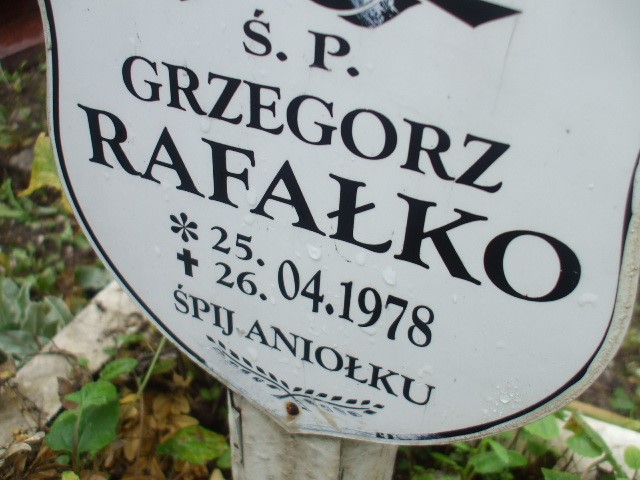 Ś. P.
GRZEGORZ
RAFAŁKO
* 25.
✝ 26. 04.1978
ŚPIJ ANIOŁKU